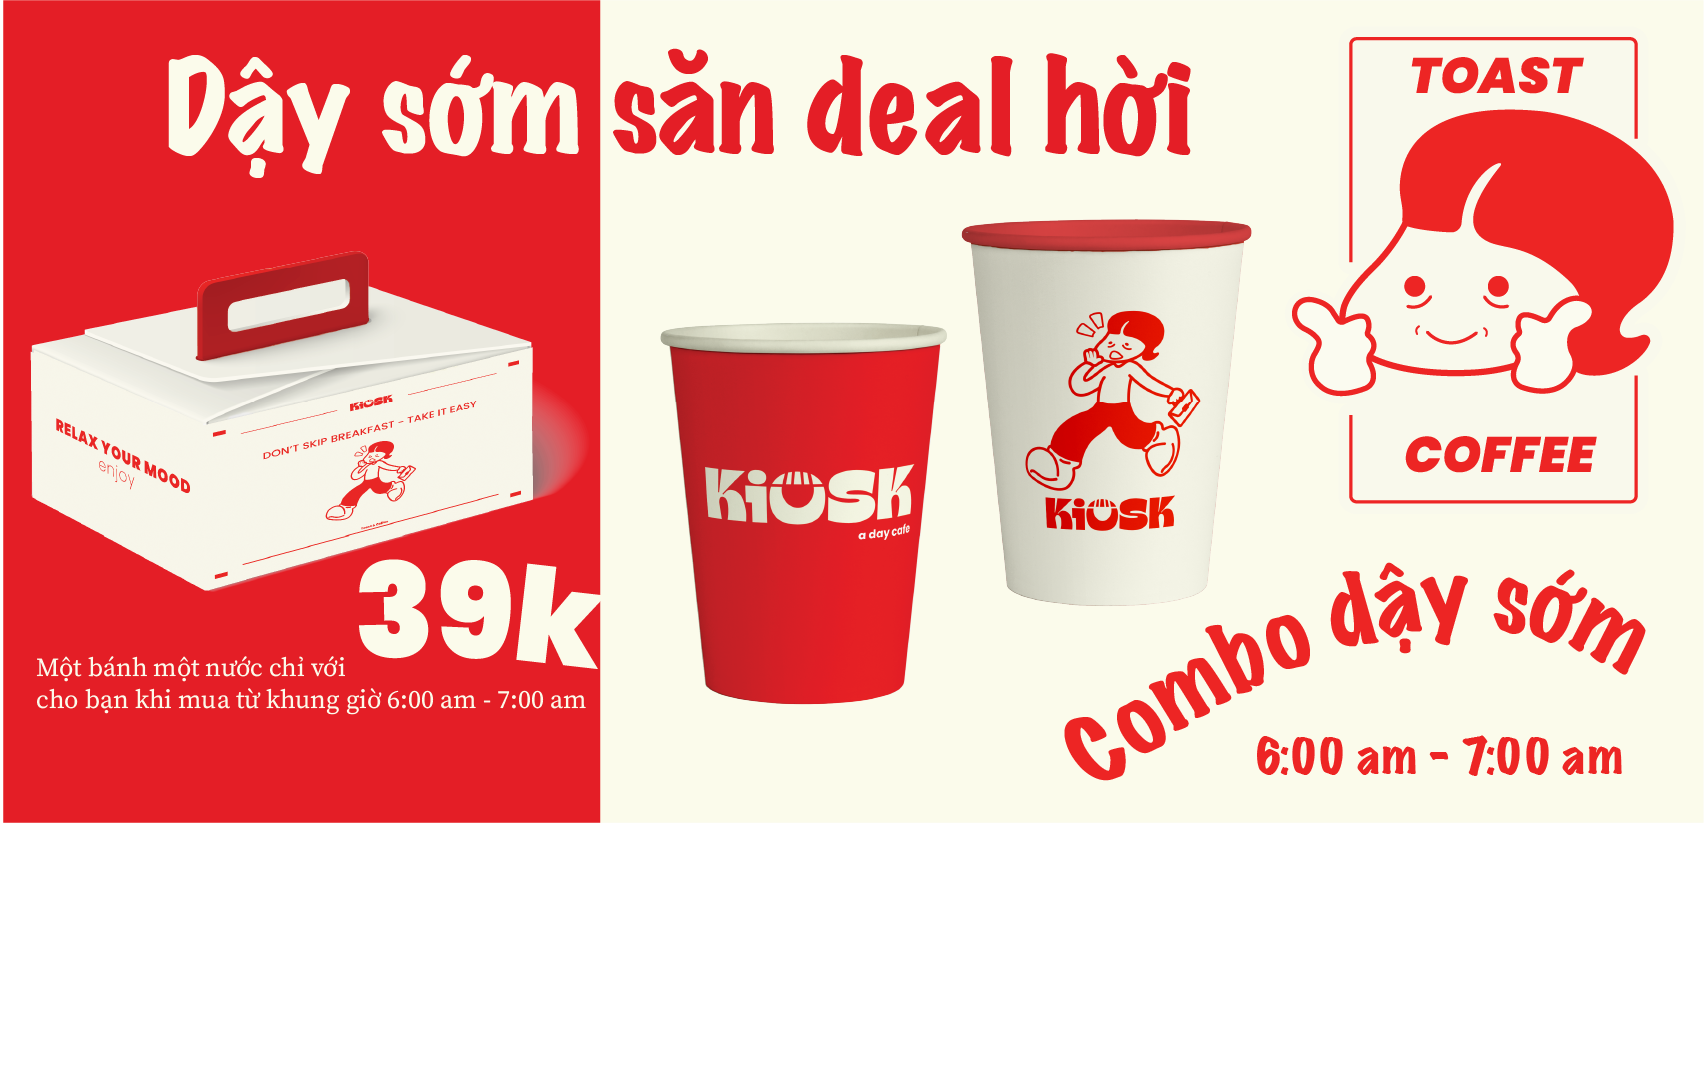 Dậy sớm săn deal hời
TOAST
COFFEE
KiOSK
DON'T SKIP BREAKFAST - TAKE IT EASY
RELAX YOUR MOOD
enjoy
KiOSK
a day cafe
KiOSK
39k
Một bánh một nước chỉ với
cho bạn khi mua từ khung giờ 6:00 am - 7:00 am
Combo dậy sớm
6:00 am - 7:00 am